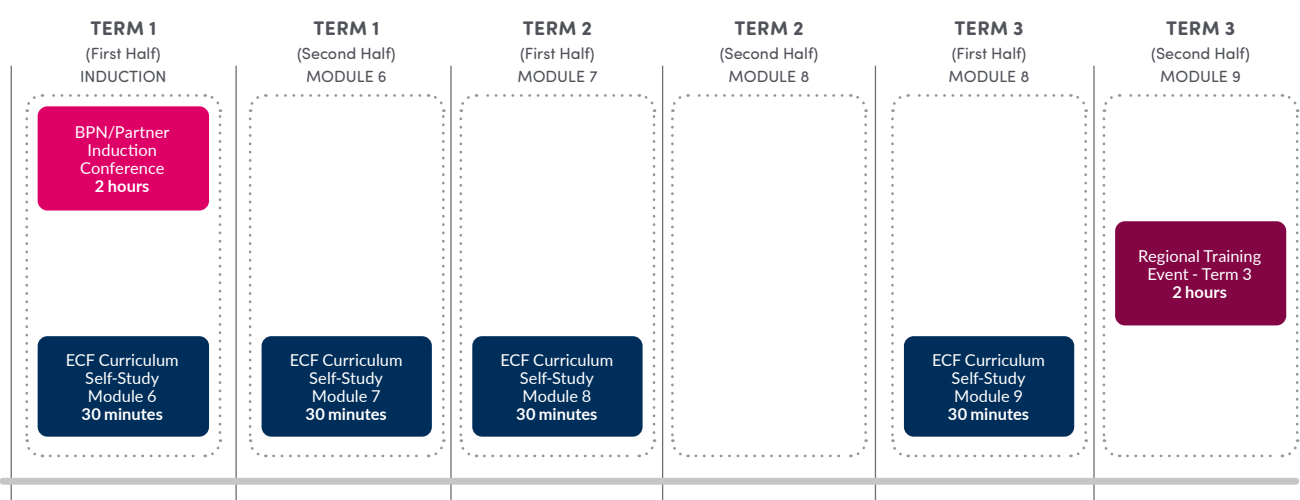 TERM 1
(First Half)
INDUCTION
TERM 1
(Second Half)
MODULE 6
TERM 2
(First Half)
MODULE 7
TERM 2
(Second Half)
MODULE 8
TERM 3
(First Half)
MODULE 8
TERM 3
(Second Half)
MODULE 9
BPN/Partner
Induction
Conference
2 hours
Regional Training
Event - Term 3
2 hours
ECF Curriculum
Self-Study
Module 6
30 minutes
ECF Curriculum
Self-Study
Module 7
30 minutes
ECF Curriculum
Self-Study
Module 8
30 minutes
ECF Curriculum
Self-Study
Module 9
30 minutes